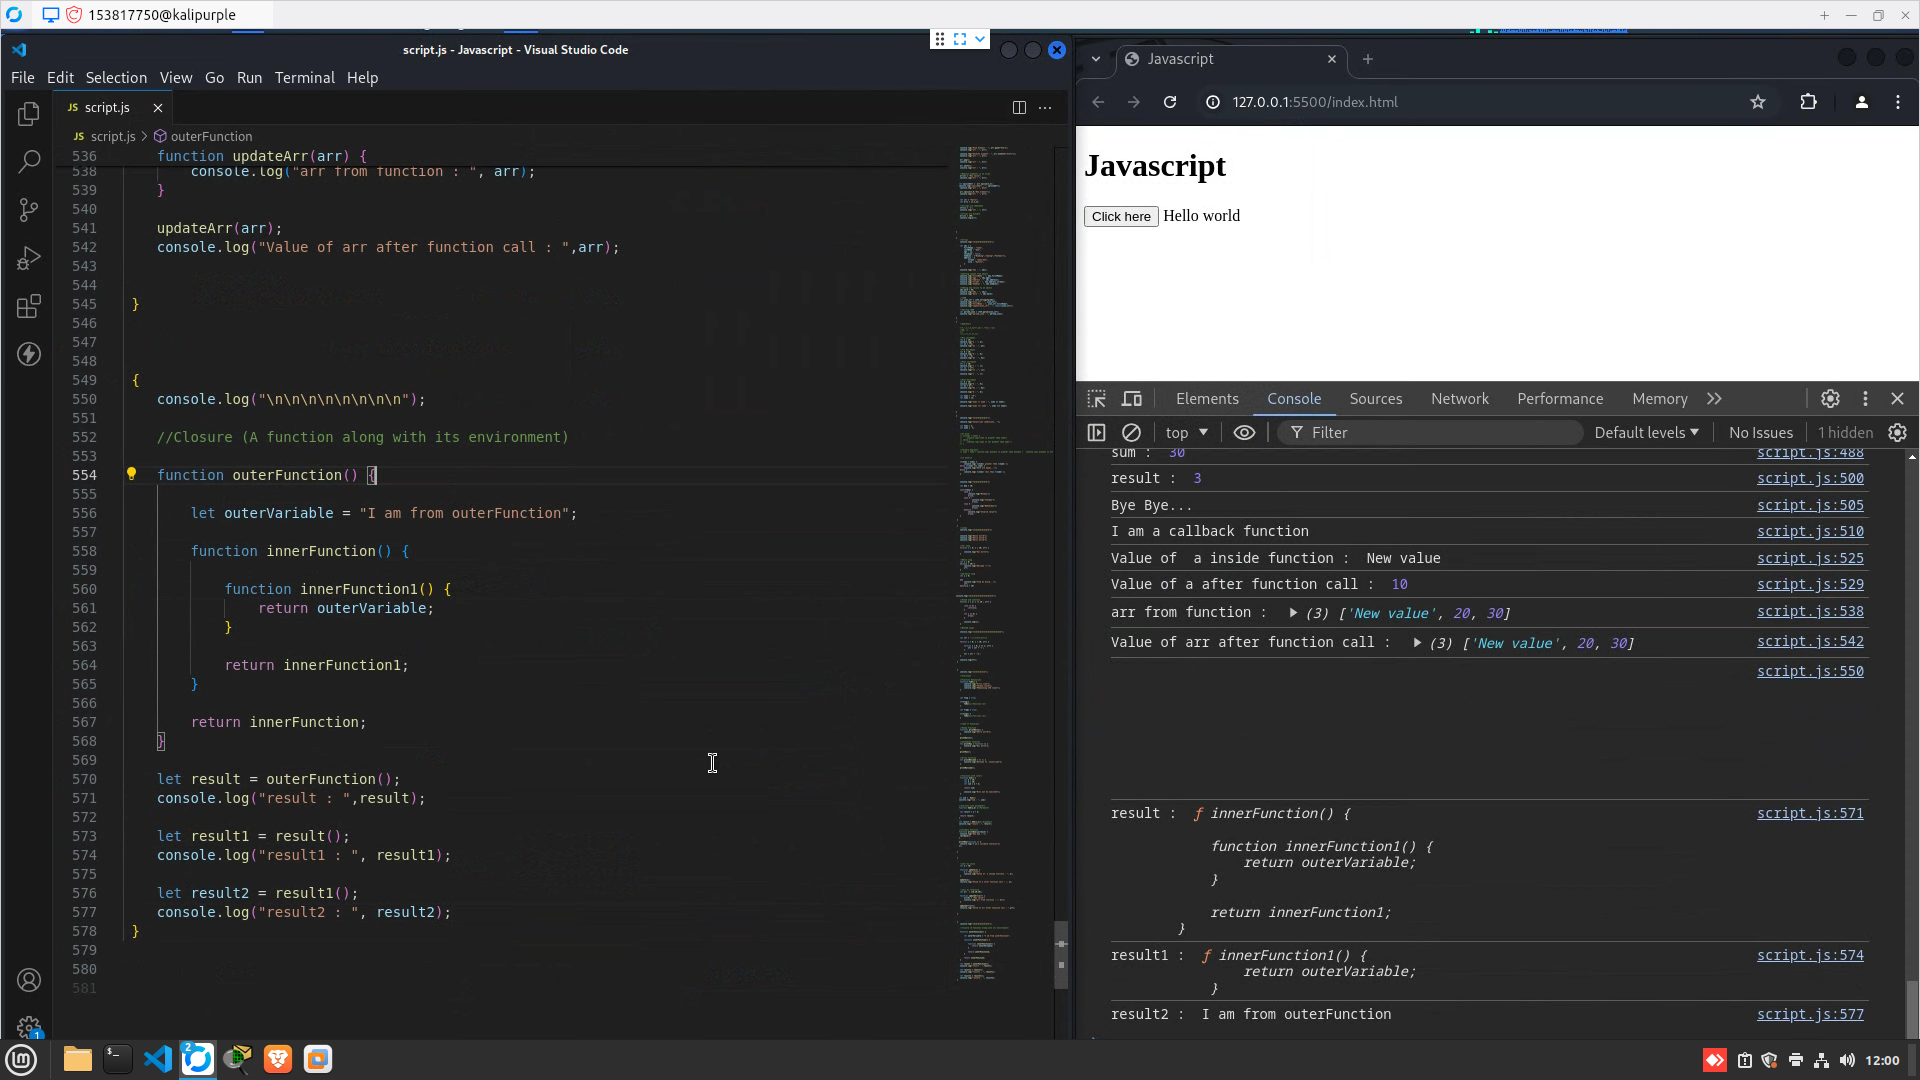 153817750@kalipurple
script.js - Javascript - Visual Studio Code
File Edit Selection View Go Run Terminal Help
JS script.js
JS script.js > outerFunction
536 function updateArr(arr) {
538 console.log("arr from function : ", arr);
539 }
540
541 updateArr(arr);
542 console.log("Value of arr after function call : ",arr);
543
544
545 }
546
547
548
549 {
550 console.log("\n\n\n\n\n\n\n\n");
551
552 //Closure (A function along with its environment)
553
554 function outerFunction() {
555
556 let outerVariable = "I am from outerFunction";
557
558 function innerFunction() {
559
560 function innerFunction1() {
561 return outerVariable;
562 }
563
564 return innerFunction1;
565 }
566
567 return innerFunction;
568 }
569
570 let result = outerFunction();
571 console.log("result : ",result);
572
573 let result1 = result();
574 console.log("result1 : ", result1);
575
576 let result2 = result1();
577 console.log("result2 : ", result2);
578 }
579
580
581
1
Javascript
127.0.0.1:5500/index.html
Javascript
Click here Hello world
Elements Console Sources Network Performance Memory
top Filter Default levels No Issues 1 hidden
sum : 30 script.js:488
result : 3 script.js:500
Bye Bye... script.js:505
I am a callback function script.js:510
Value of a inside function : New value script.js:525
Value of a after function call : 10 script.js:529
arr from function : (3) ['New value', 20, 30] script.js:538
Value of arr after function call : (3) ['New value', 20, 30] script.js:542
script.js:550
result : ƒ innerFunction() { script.js:571
function innerFunction1() {
return outerVariable;
}
return innerFunction1;
}
result1 : ƒ innerFunction1() { script.js:574
return outerVariable;
}
result2 : I am from outerFunction script.js:577
2
12:00